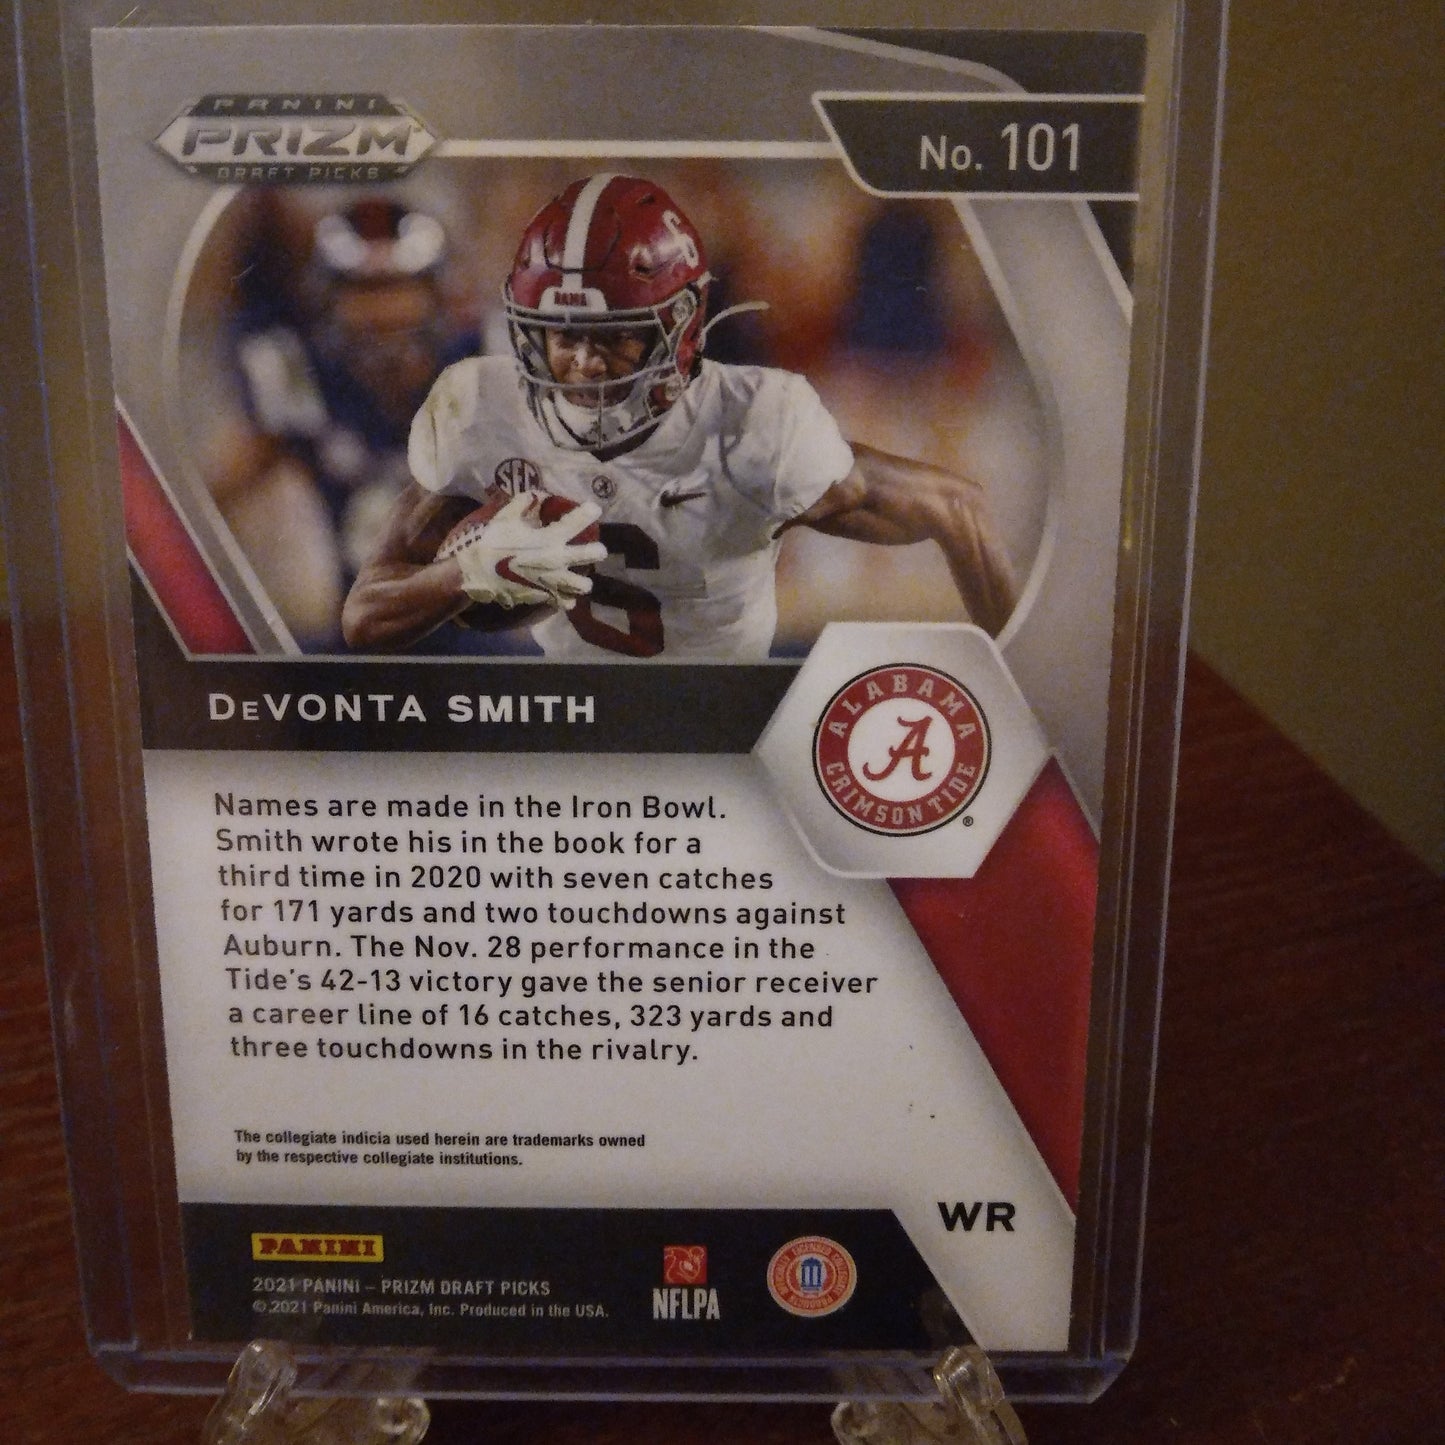 PANINI
PRIZM
DRAFT PICKS
No. 101
6
BAMA
SEC
6
DeVONTA SMITH
ALABAMA
A
CRIMSON TIDE
®
Names are made in the Iron Bowl.
Smith wrote his in the book for a
third time in 2020 with seven catches
for 171 yards and two touchdowns against
Auburn. The Nov. 28 performance in the
Tide's 42-13 victory gave the senior receiver
a career line of 16 catches, 323 yards and
three touchdowns in the rivalry.
The collegiate indicia used herein are trademarks owned
by the respective collegiate institutions.
WR
PANINI
2021 PANINI – PRIZM DRAFT PICKS
© 2021 Panini America, Inc. Produced in the USA.
NFLPA